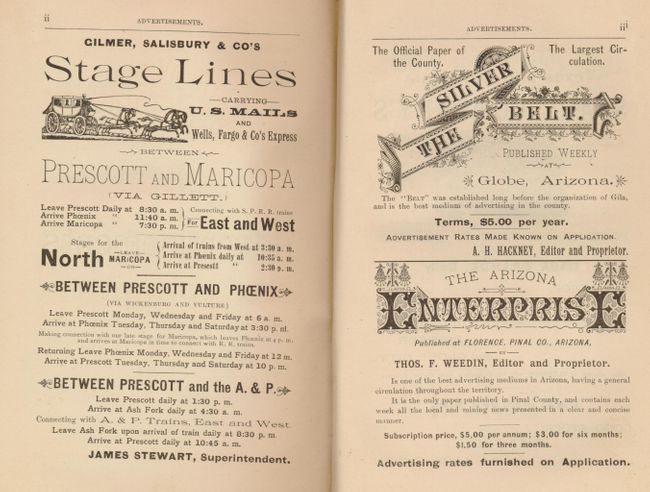 ii
ADVERTISEMENTS.
GILMER, SALISBURY & CO'S
Stage Lines
—CARRYING—
U. S. MAILS
AND
Wells, Fargo & Co's Express
BETWEEN
PRESCOTT AND MARICOPA
(VIA GILLETT.)
Leave Prescott Daily at 8:30 a. m.
Arrive Phœnix " 11:40 a. m.
Arrive Maricopa " 7:30 p. m.
Connecting with S. P. R. R. trains
For East and West
Stages for the
North
—LEAVE—
MARICOPA
—ON—
Arrival of trains from West at 3:30 a. m.
Arrive at Phenix daily at 10:35 a. m.
Arrive at Prescott " 2:30 p. m.
BETWEEN PRESCOTT AND PHŒNIX
(VIA WICKENBURG AND VULTURE)
Leave Prescott Monday, Wednesday and Friday at 6 a. m.
Arrive at Phœnix Tuesday, Thursday and Saturday at 3:30 p. m.
Making connection with our late stage for Maricopa, which leaves Phœnix at 4 p. m.
and arrives at Maricopa in time to connect with R. R. trains.
Returning Leave Phœnix Monday, Wednesday and Friday at 12 m.
Arrive at Prescott Tuesday, Thursday and Saturday at 10 p. m.
BETWEEN PRESCOTT and the A. & P.
Leave Prescott daily at 1:30 p. m.
Arrive at Ash Fork daily at 4:30 a. m.
Connecting with A. & P. Trains, East and West.
Leave Ash Fork upon arrival of train daily at 8:30 p. m.
Arrive at Prescott daily at 10:45 a. m.
JAMES STEWART, Superintendent.
ADVERTISEMENTS.
iii
The Official Paper of
the County.
The Largest Cir-
culation.
THE SILVER BELT.
PUBLISHED WEEKLY
—AT—
Globe, Arizona.
The "BELT" was established long before the organization of Gila,
and is the best medium of advertising in the county.
Terms, $5.00 per year.
ADVERTISEMENT RATES MADE KNOWN ON APPLICATION.
A. H. HACKNEY, Editor and Proprietor.
THE ARIZONA
ENTERPRISE
Published at FLORENCE, PINAL CO., ARIZONA,
—BY—
THOS. F. WEEDIN, Editor and Proprietor.
Is one of the best advertising mediums in Arizona, having a general
circulation throughout the territory.
It is the only paper published in Pinal County, and contains each
week all the local and mining news presented in a clear and concise
manner.
Subscription price, $5,00 per annum; $3,00 for six months;
$1,50 for three months.
Advertising rates furnished on Application.